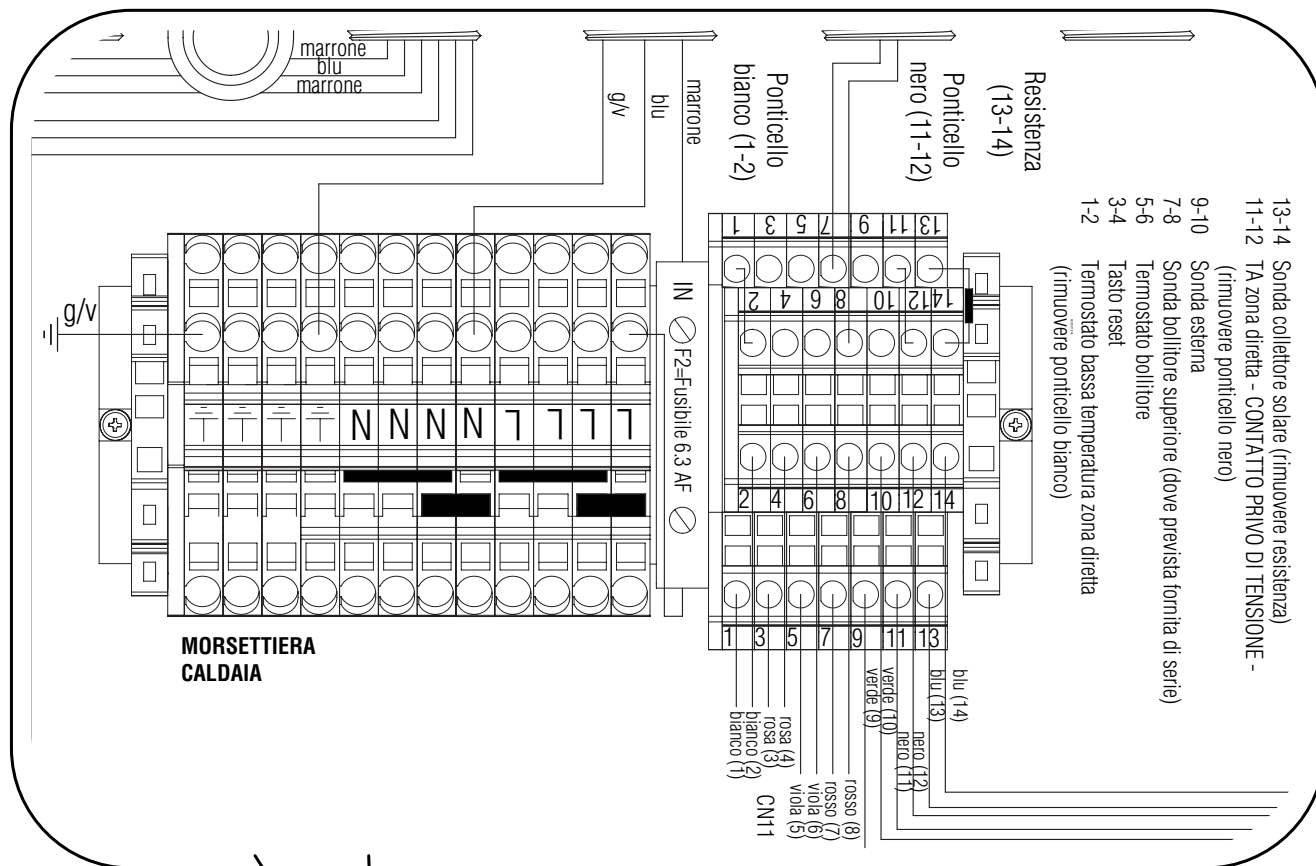 marrone
blu
marrone
g/v
blu
marrone
Ponticello
bianco (1-2)
Ponticello
nero (11-12)
Resistenza
(13-14)
13-14 Sonda collettore solare (rimuovere resistenza)
11-12 TA zona diretta - CONTATTO PRIVO DI TENSIONE -
(rimuovere ponticello nero)
9-10 Sonda esterna
7-8 Sonda bollitore superiore (dove prevista fornita di serie)
5-6 Termostato bollitore
3-4 Tasto reset
1-2 Termostato bassa temperatura zona diretta
(rimuovere ponticello bianco)
g/v
1 3 5 7 9 11 13
2 4 6 8 10 12 14
IN
F2=Fusibile 6.3 AF
N N N N L L L L
2 4 6 8 10 12 14
1 3 5 7 9 11 13
MORSETTIERA
CALDAIA
bianco (1)
bianco (2)
rosa (3)
rosa (4)
viola (5)
viola (6)
rosso (7)
rosso (8)
verde (9)
verde (10)
nero (11)
nero (12)
blu (13)
blu (14)
CN11